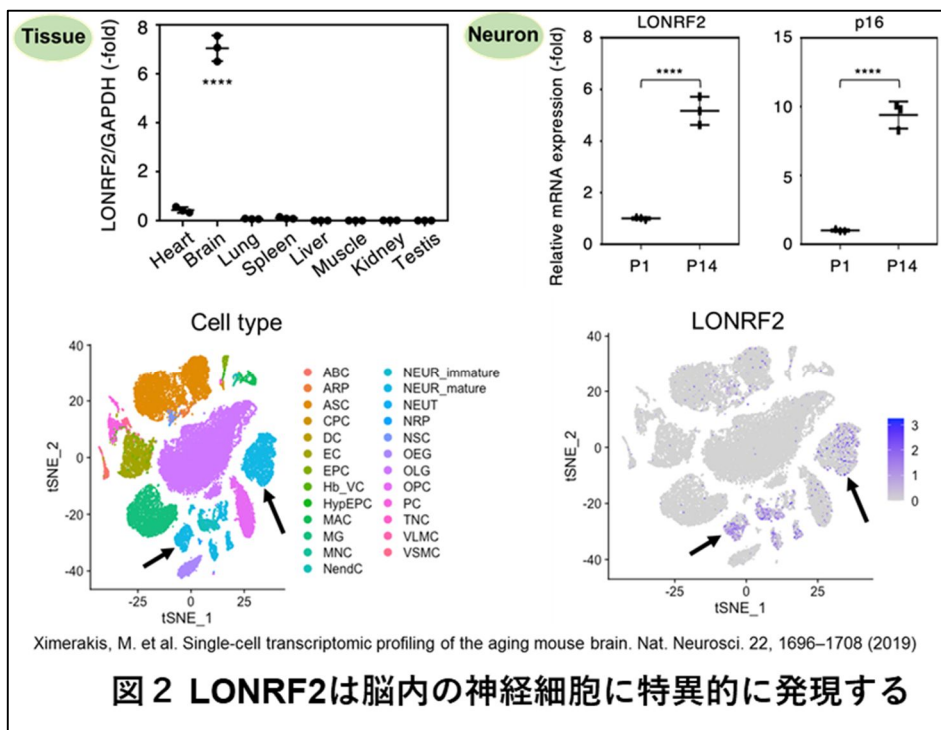 Tissue
LONRF2/GAPDH (-fold)
8
6
4
2
0
****
Heart
Brain
Lung
Spleen
Liver
Muscle
Kidney
Testis
Neuron
Relative mRNA expression (-fold)
LONRF2
8
6
4
2
0
****
P1
P14
p16
15
10
5
0
****
P1
P14
Cell type
tSNE_2
40
20
0
-20
-40
-25
0
25
tSNE_1
ABC
ARP
ASC
CPC
DC
EC
EPC
Hb_VC
HypEPC
MAC
MG
MNC
NendC
NEUR_immature
NEUR_mature
NEUT
NRP
NSC
OEG
OLG
OPC
PC
TNC
VLMC
VSMC
LONRF2
tSNE_2
40
20
0
-20
-40
-25
0
25
tSNE_1
3
2
1
0
Ximerakis, M. et al. Single-cell transcriptomic profiling of the aging mouse brain. Nat. Neurosci. 22, 1696–1708 (2019)
図２ LONRF2は脳内の神経細胞に特異的に発現する